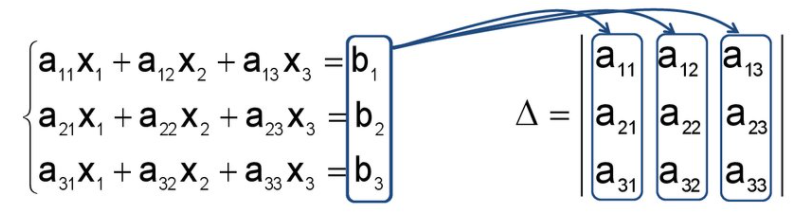 a₁₁x₁ + a₁₂x₂ + a₁₃x₃ = b₁
a₂₁x₁ + a₂₂x₂ + a₂₃x₃ = b₂
a₃₁x₁ + a₃₂x₂ + a₃₃x₃ = b₃
Δ =
a₁₁ a₁₂ a₁₃
a₂₁ a₂₂ a₂₃
a₃₁ a₃₂ a₃₃